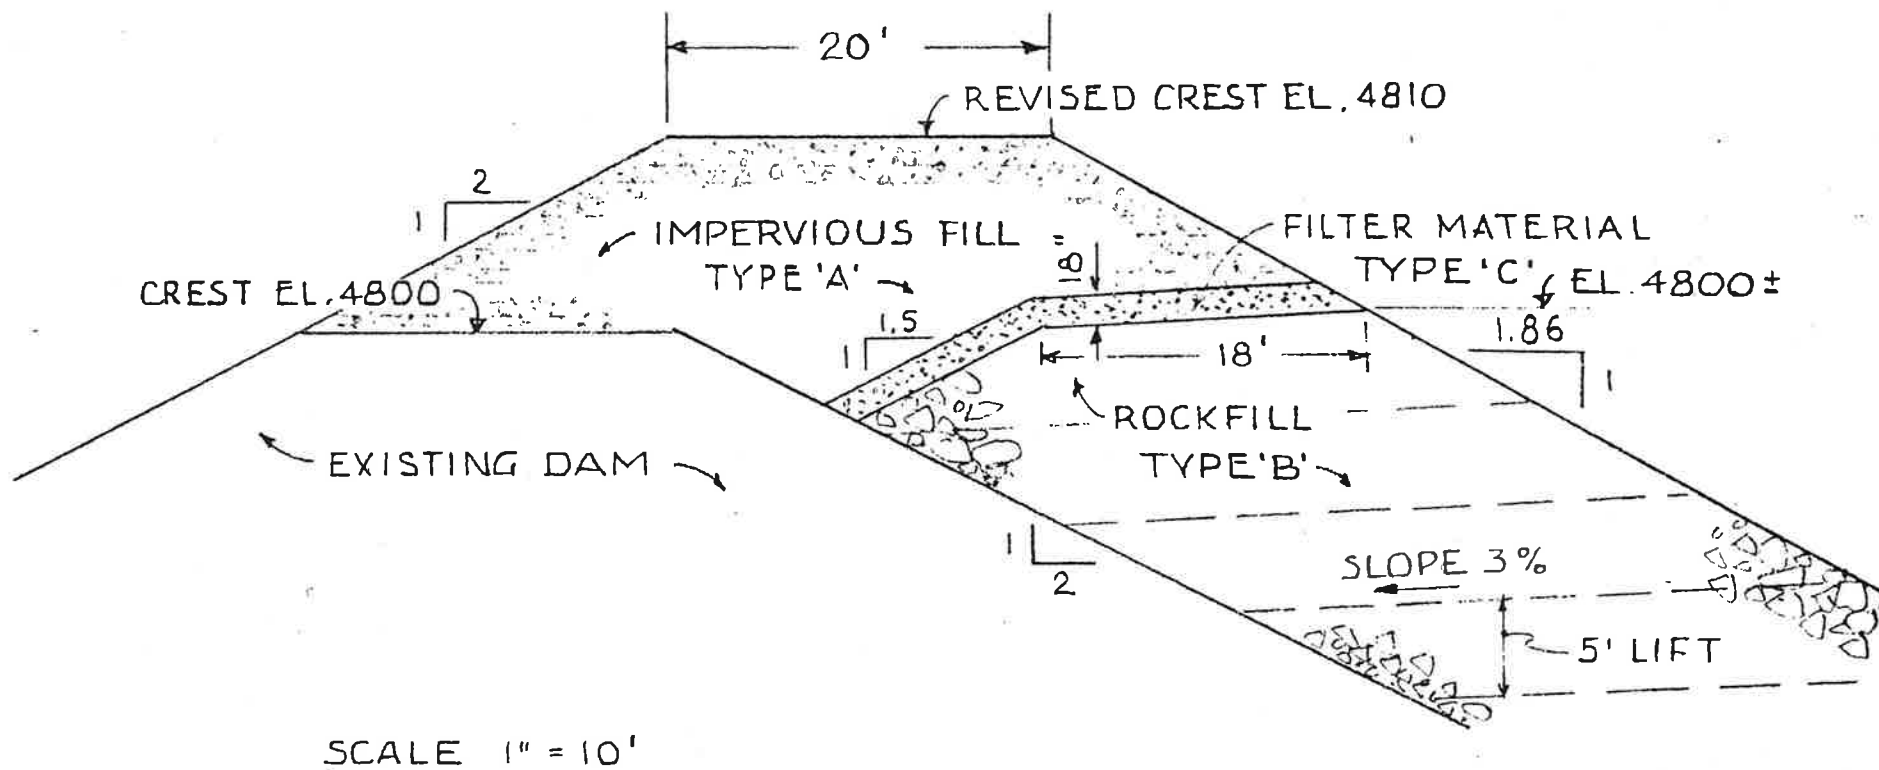 20'
REVISED CREST EL. 4810
2
1
IMPERVIOUS FILL
TYPE 'A'
18"
FILTER MATERIAL
TYPE 'C'
EL. 4800±
CREST EL. 4800
1.5
1
18'
1.86
1
ROCKFILL
TYPE 'B'
EXISTING DAM
1
2
SLOPE 3%
5' LIFT
SCALE 1" = 10'